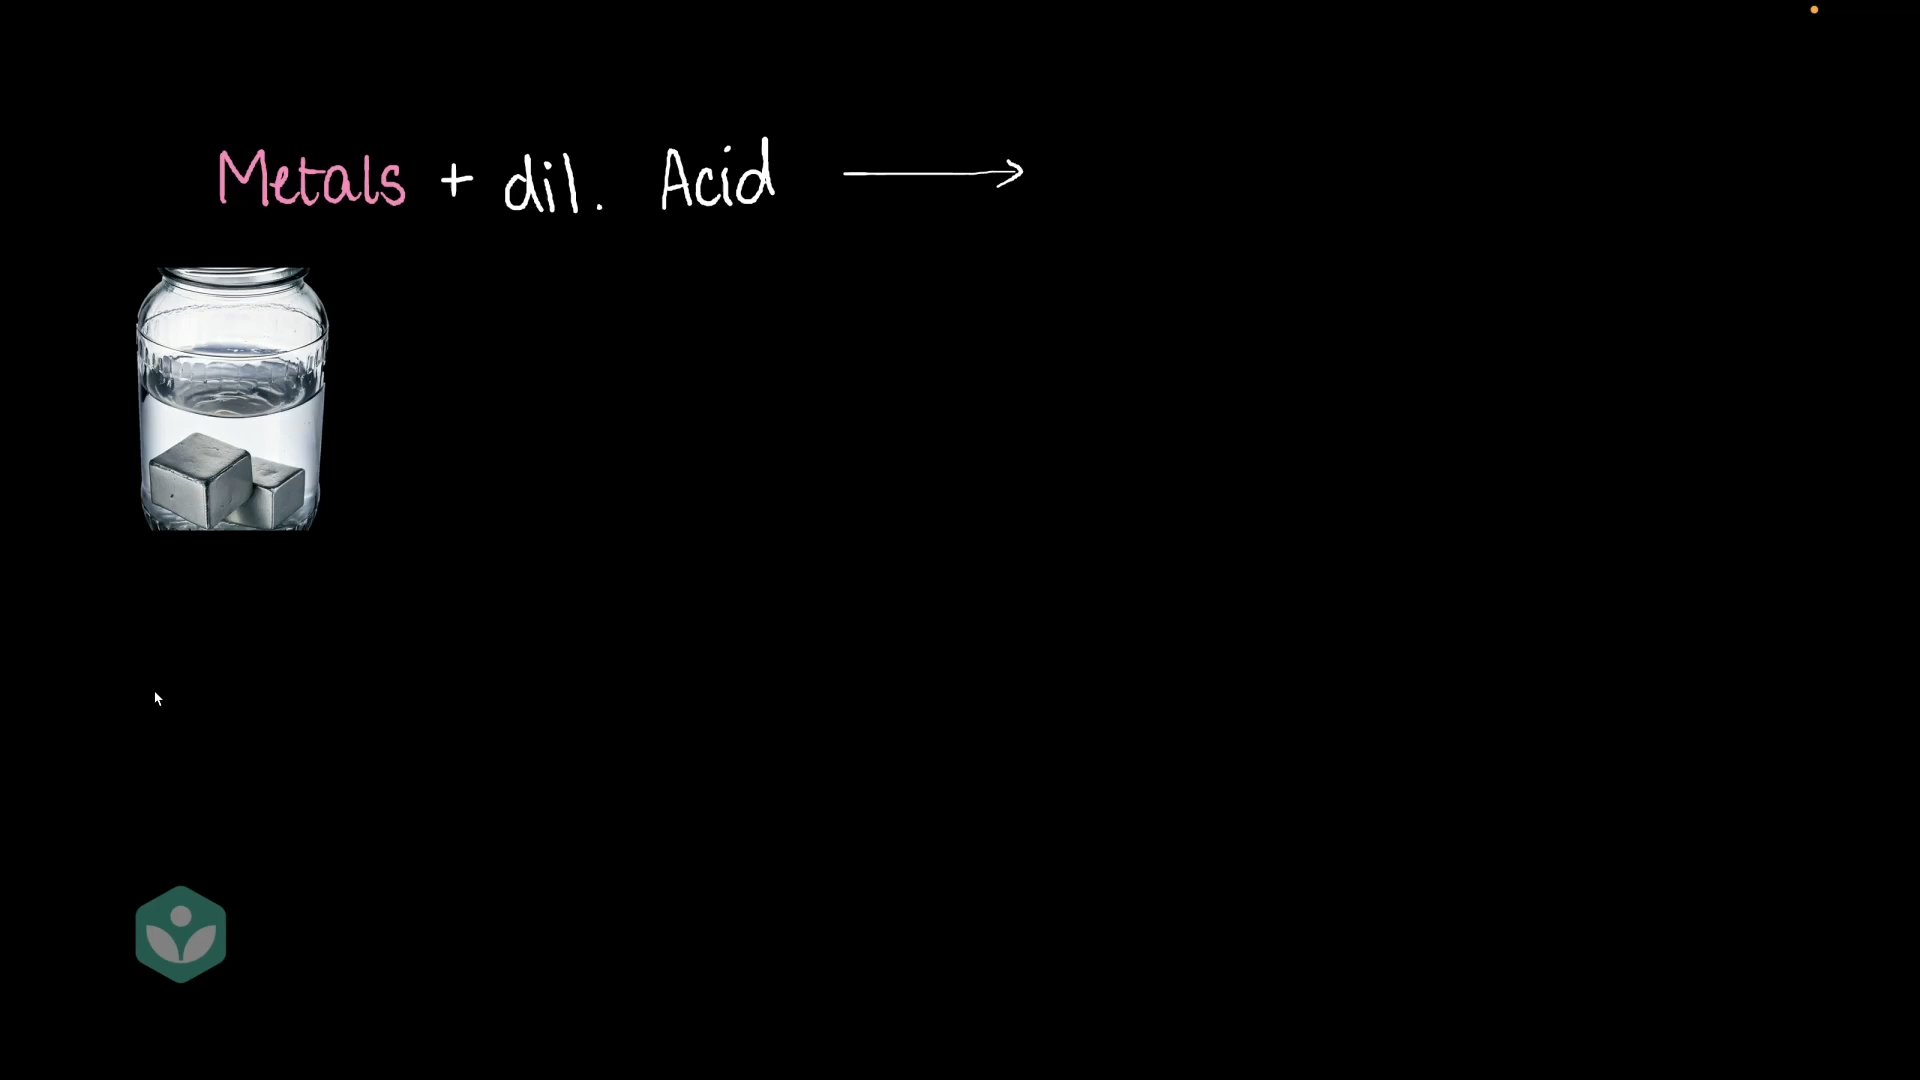 Metals + dil. Acid ⟶